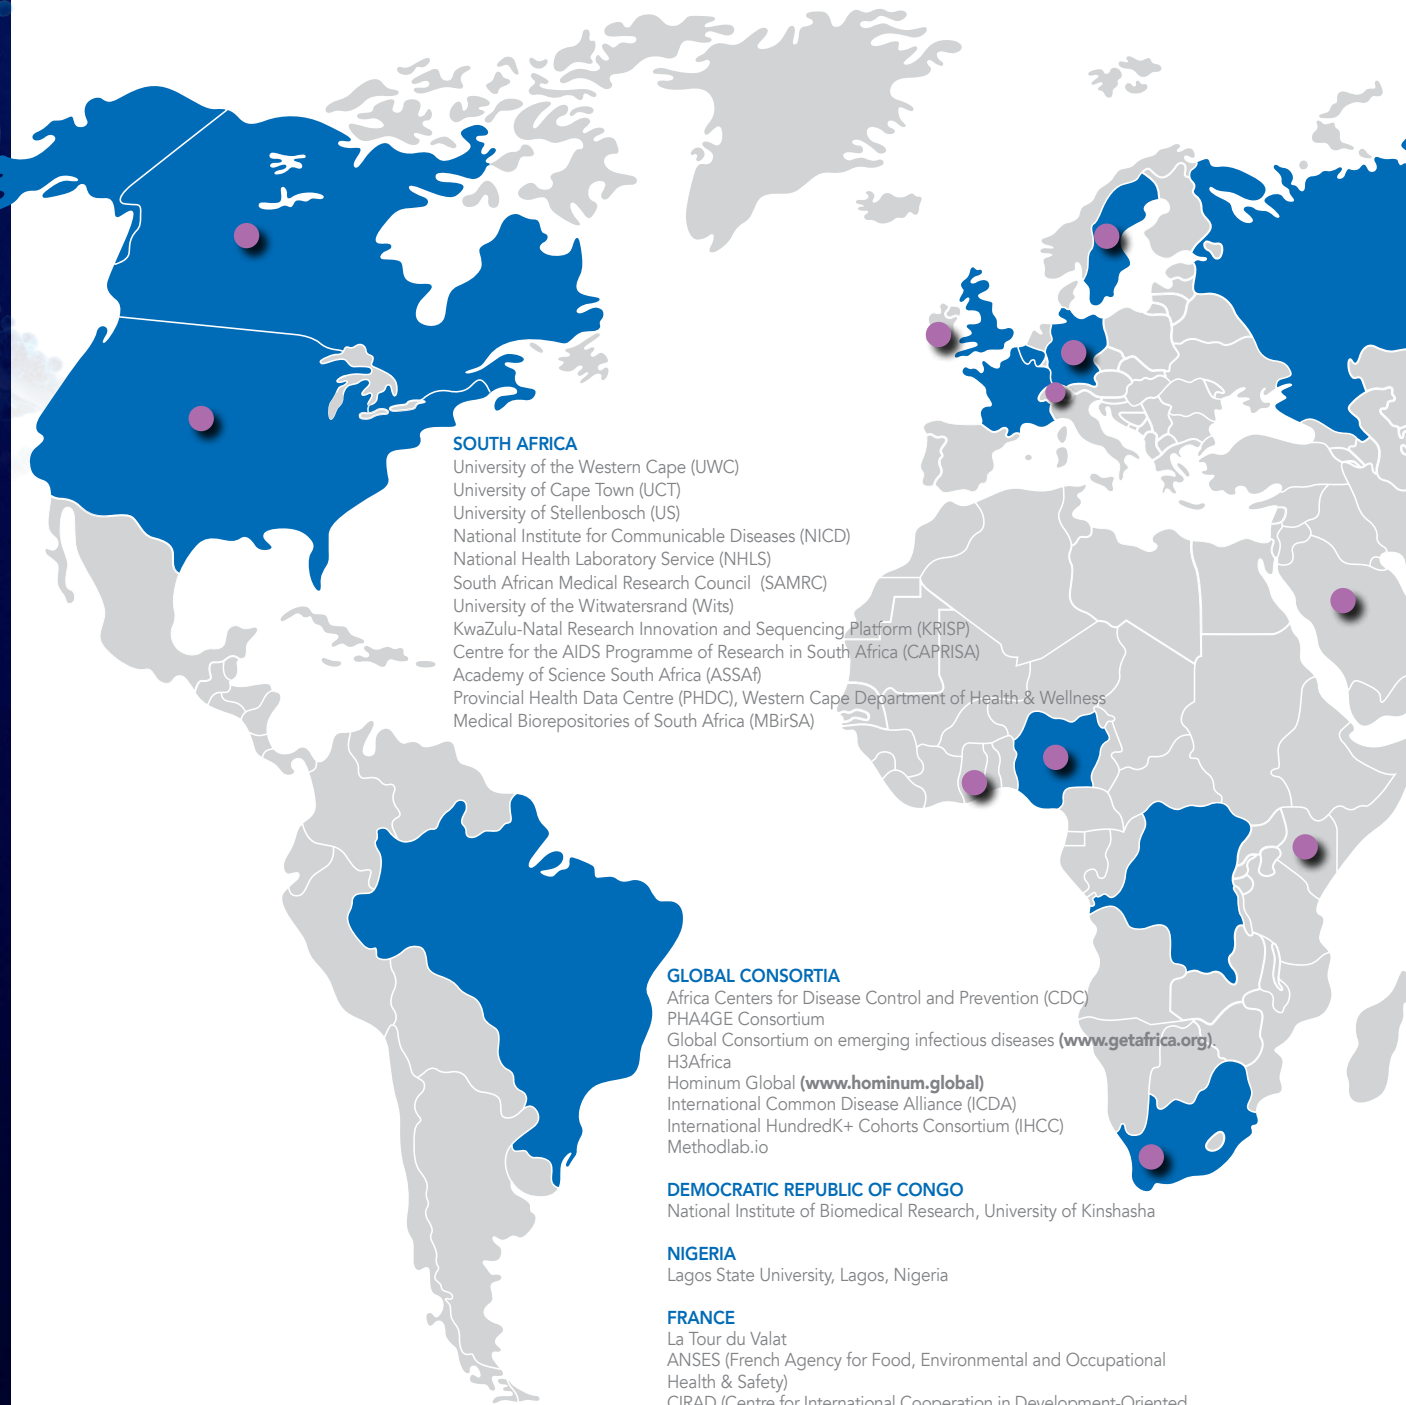 SOUTH AFRICA
University of the Western Cape (UWC)
University of Cape Town (UCT)
University of Stellenbosch (US)
National Institute for Communicable Diseases (NICD)
National Health Laboratory Service (NHLS)
South African Medical Research Council (SAMRC)
University of the Witwatersrand (Wits)
KwaZulu-Natal Research Innovation and Sequencing Platform (KRISP)
Centre for the AIDS Programme of Research in South Africa (CAPRISA)
Academy of Science South Africa (ASSAf)
Provincial Health Data Centre (PHDC), Western Cape Department of Health & Wellness
Medical Biorepositories of South Africa (MBirSA)
GLOBAL CONSORTIA
Africa Centers for Disease Control and Prevention (CDC)
PHA4GE Consortium
Global Consortium on emerging infectious diseases (www.getafrica.org).
H3Africa
Hominum Global (www.hominum.global)
International Common Disease Alliance (ICDA)
International HundredK+ Cohorts Consortium (IHCC)
Methodlab.io
DEMOCRATIC REPUBLIC OF CONGO
National Institute of Biomedical Research, University of Kinshasha
NIGERIA
Lagos State University, Lagos, Nigeria
FRANCE
La Tour du Valat
ANSES (French Agency for Food, Environmental and Occupational
Health & Safety)
CIRAD (Centre for International Cooperation in Development-Oriented